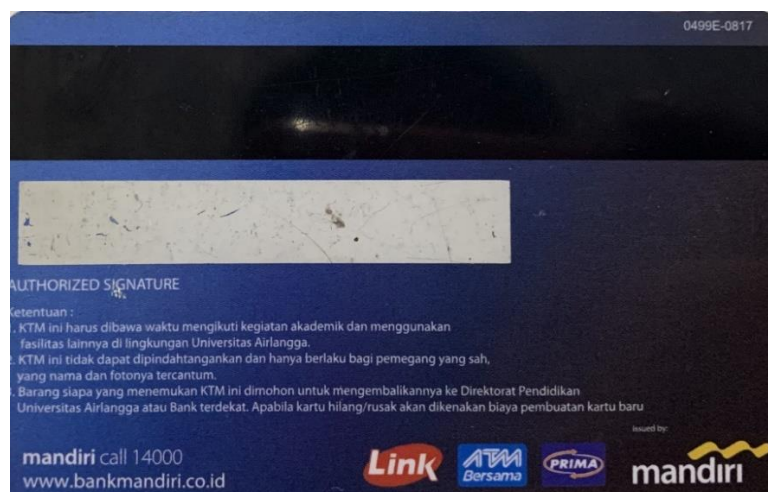 0499E-0817
AUTHORIZED SIGNATURE
Ketentuan :
1. KTM ini harus dibawa waktu mengikuti kegiatan akademik dan menggunakan
fasilitas lainnya di lingkungan Universitas Airlangga.
2. KTM ini tidak dapat dipindahtangankan dan hanya berlaku bagi pemegang yang sah,
yang nama dan fotonya tercantum.
3. Barang siapa yang menemukan KTM ini dimohon untuk mengembalikannya ke Direktorat Pendidikan
Universitas Airlangga atau Bank terdekat. Apabila kartu hilang/rusak akan dikenakan biaya pembuatan kartu baru
issued by:
mandiri call 14000
www.bankmandiri.co.id
Link
ATM
Bersama
PRIMA
mandiri